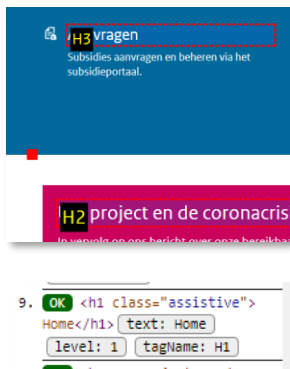 H3 vragen
Subsidies aanvragen en beheren via het
subsidieportaal.
H2 project en de coronacris
In vervolg op ons bericht over onze bereikba
9. OK <h1 class="assistive">
Home</h1> text: Home
level: 1 tagName: H1